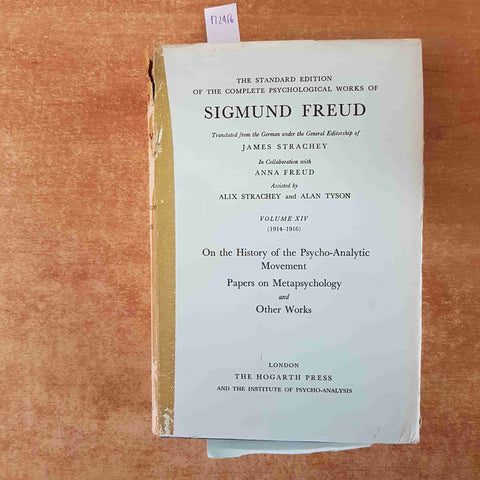 THE STANDARD EDITION
OF THE COMPLETE PSYCHOLOGICAL WORKS OF
SIGMUND FREUD
Translated from the German under the General Editorship of
JAMES STRACHEY
In Collaboration with
ANNA FREUD
Assisted by
ALIX STRACHEY and ALAN TYSON
VOLUME XIV
(1914–1916)
On the History of the Psycho-Analytic
Movement
Papers on Metapsychology
and
Other Works
LONDON
THE HOGARTH PRESS
AND THE INSTITUTE OF PSYCHO-ANALYSIS